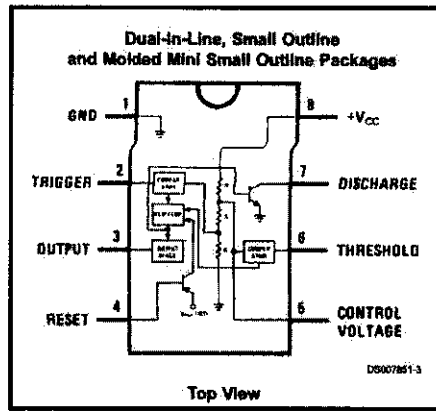 Dual-In-Line, Small Outline
and Molded Mini Small Outline Packages
1
GND
8
+VCC
2
TRIGGER
7
DISCHARGE
3
OUTPUT
6
THRESHOLD
4
RESET
5
CONTROL
VOLTAGE
DS007851-3
Top View